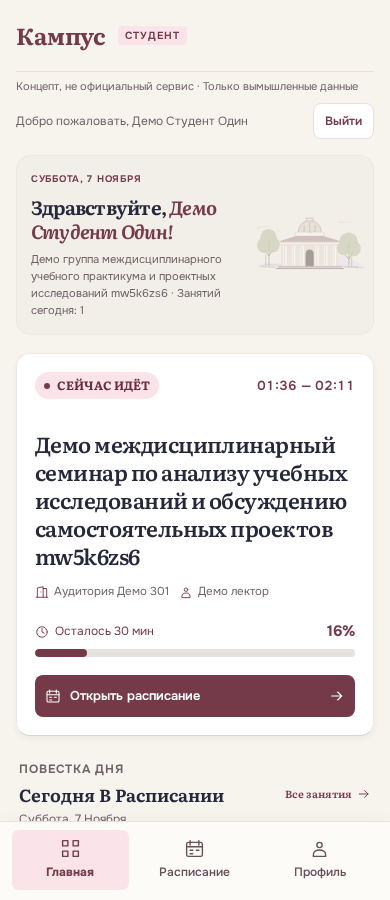 Кампус СТУДЕНТ
Концепт, не официальный сервис · Только вымышленные данные
Добро пожаловать, Демо Студент Один
Выйти
СУББОТА, 7 НОЯБРЯ
Здравствуйте, Демо
Студент Один!
Демо группа междисциплинарного
учебного практикума и проектных
исследований mw5k6zs6 · Занятий
сегодня: 1
СЕЙЧАС ИДЁТ
01:36 — 02:11
Демо междисциплинарный
семинар по анализу учебных
исследований и обсуждению
самостоятельных проектов
mw5k6zs6
Аудитория Демо 301 Демо лектор
Осталось 30 мин 16%
Открыть расписание
ПОВЕСТКА ДНЯ
Сегодня В Расписании
Все занятия
Суббота, 7 Ноября
Главная
Расписание
Профиль